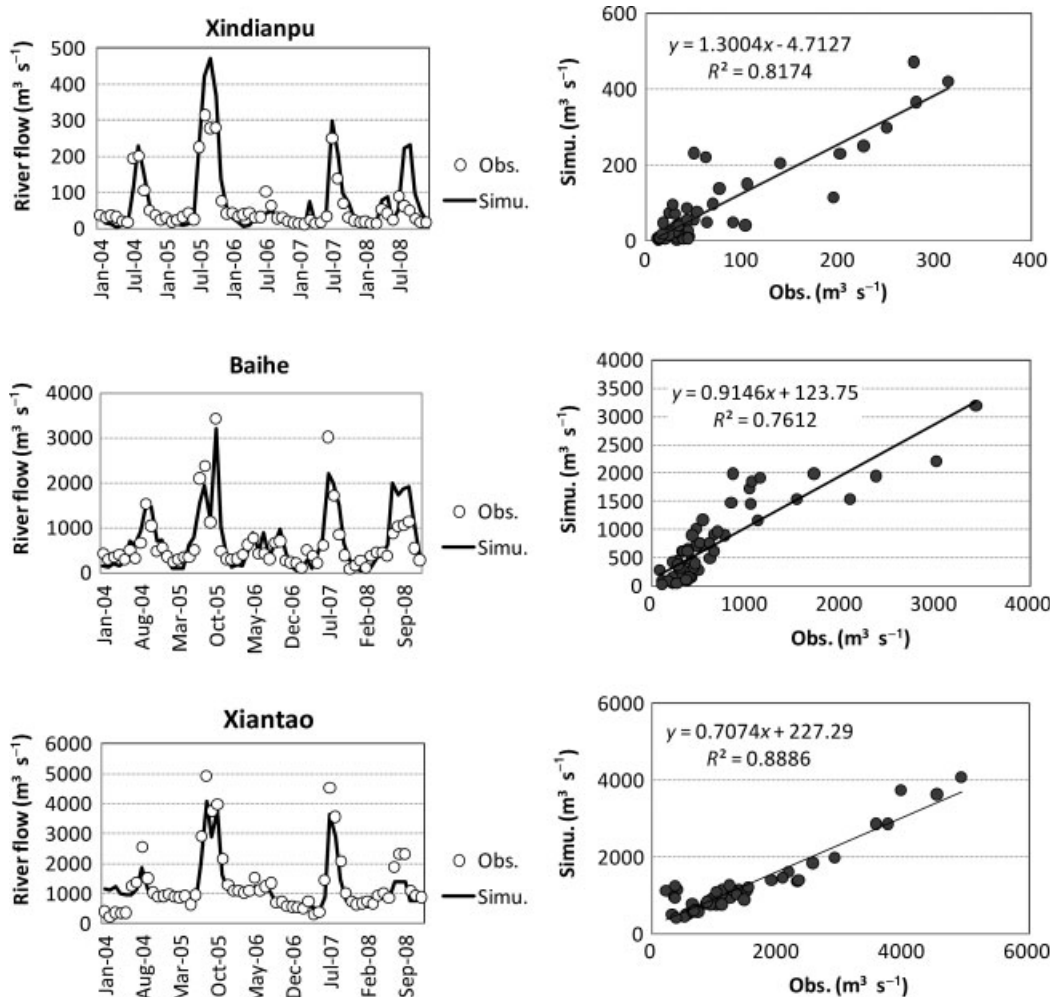 Xindianpu
River flow (m³ s⁻¹)
500
400
300
200
100
0
Jan-04
Jul-04
Jan-05
Jul-05
Jan-06
Jul-06
Jan-07
Jul-07
Jan-08
Jul-08
Obs.
Simu.
Simu. (m³ s⁻¹)
600
400
200
0
y = 1.3004x - 4.7127
R² = 0.8174
0
100
200
300
400
Obs. (m³ s⁻¹)
Baihe
River flow (m³ s⁻¹)
4000
3000
2000
1000
0
Jan-04
Aug-04
Mar-05
Oct-05
May-06
Dec-06
Jul-07
Feb-08
Sep-08
Obs.
Simu.
Simu. (m³ s⁻¹)
4000
3500
3000
2500
2000
1500
1000
500
0
y = 0.9146x + 123.75
R² = 0.7612
0
1000
2000
3000
4000
Obs. (m³ s⁻¹)
Xiantao
River flow (m³ s⁻¹)
6000
5000
4000
3000
2000
1000
0
Jan-04
Aug-04
Mar-05
Oct-05
May-06
Dec-06
Jul-07
Feb-08
Sep-08
Obs.
Simu.
Simu. (m³ s⁻¹)
6000
4000
2000
0
y = 0.7074x + 227.29
R² = 0.8886
0
2000
4000
6000
Obs. (m³ s⁻¹)